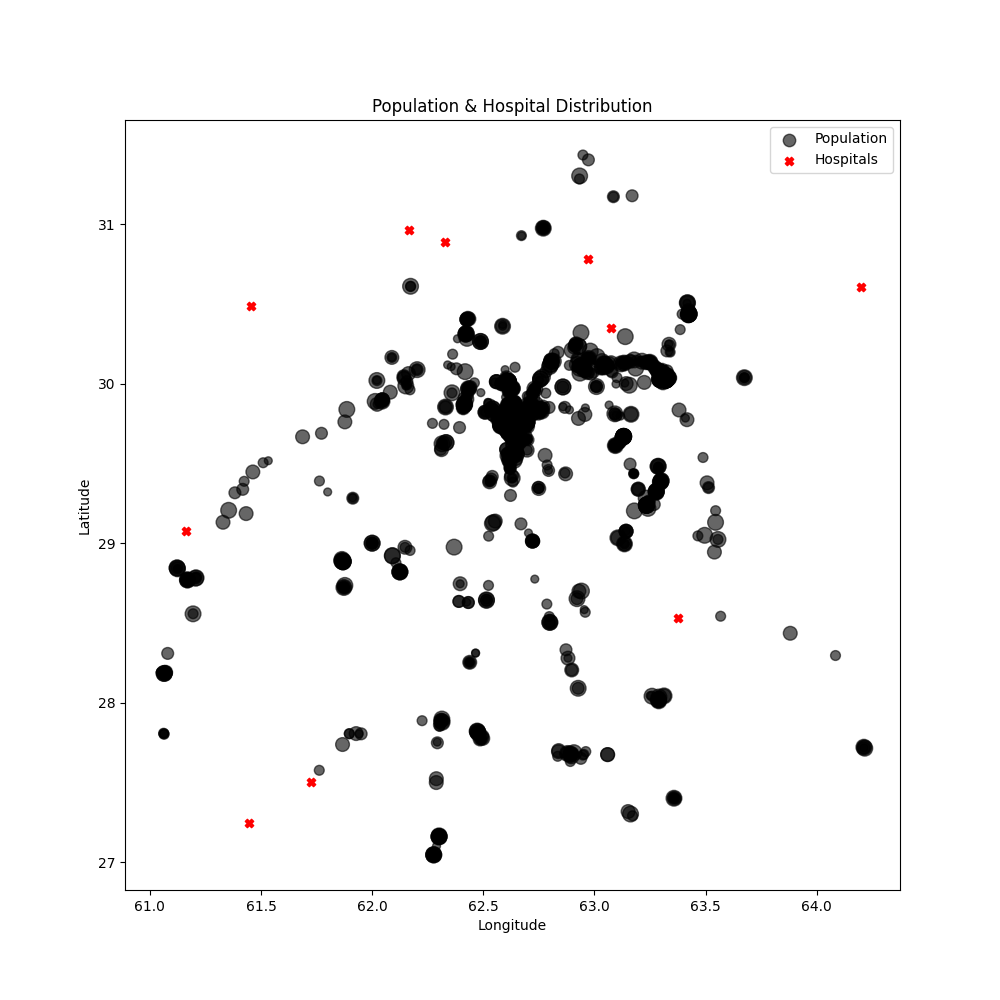 Population & Hospital Distribution
Population
Hospitals
Latitude
31
30
29
28
27
61.0 61.5 62.0 62.5 63.0 63.5 64.0
Longitude